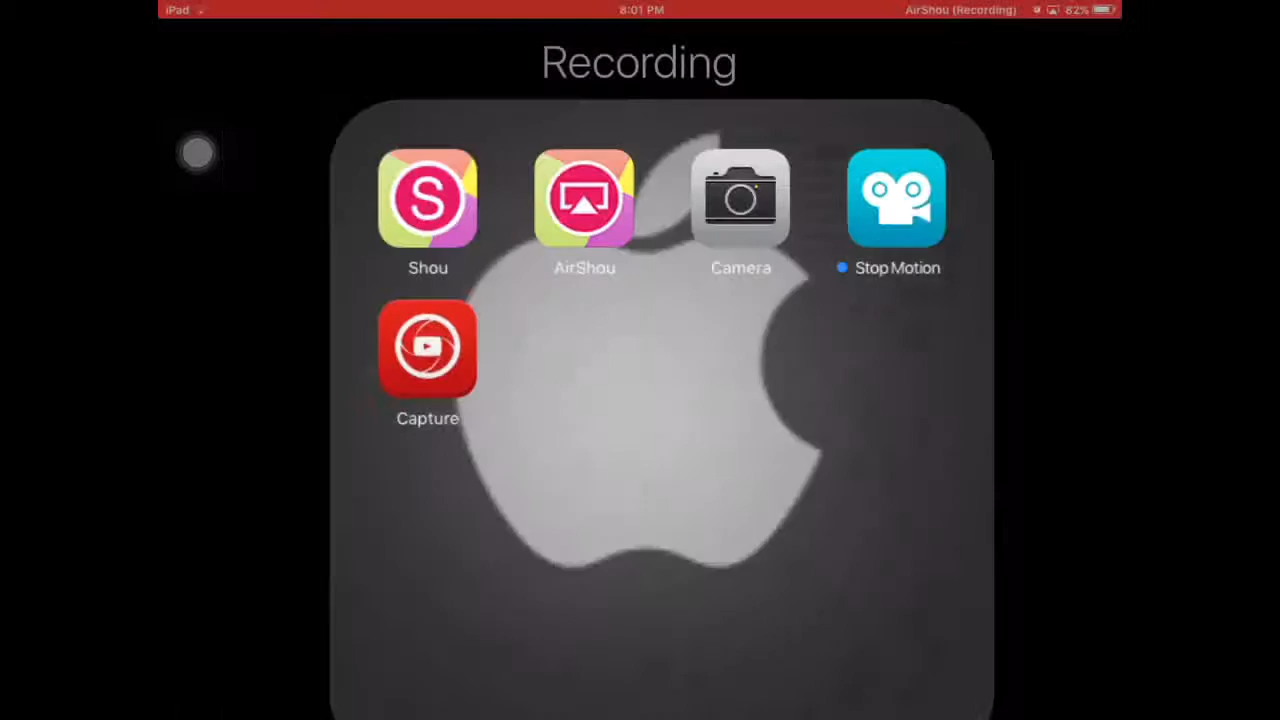 iPad 8:01 PM AirShou (Recording) 82%
Recording
S
Shou AirShou Camera Stop Motion
Capture